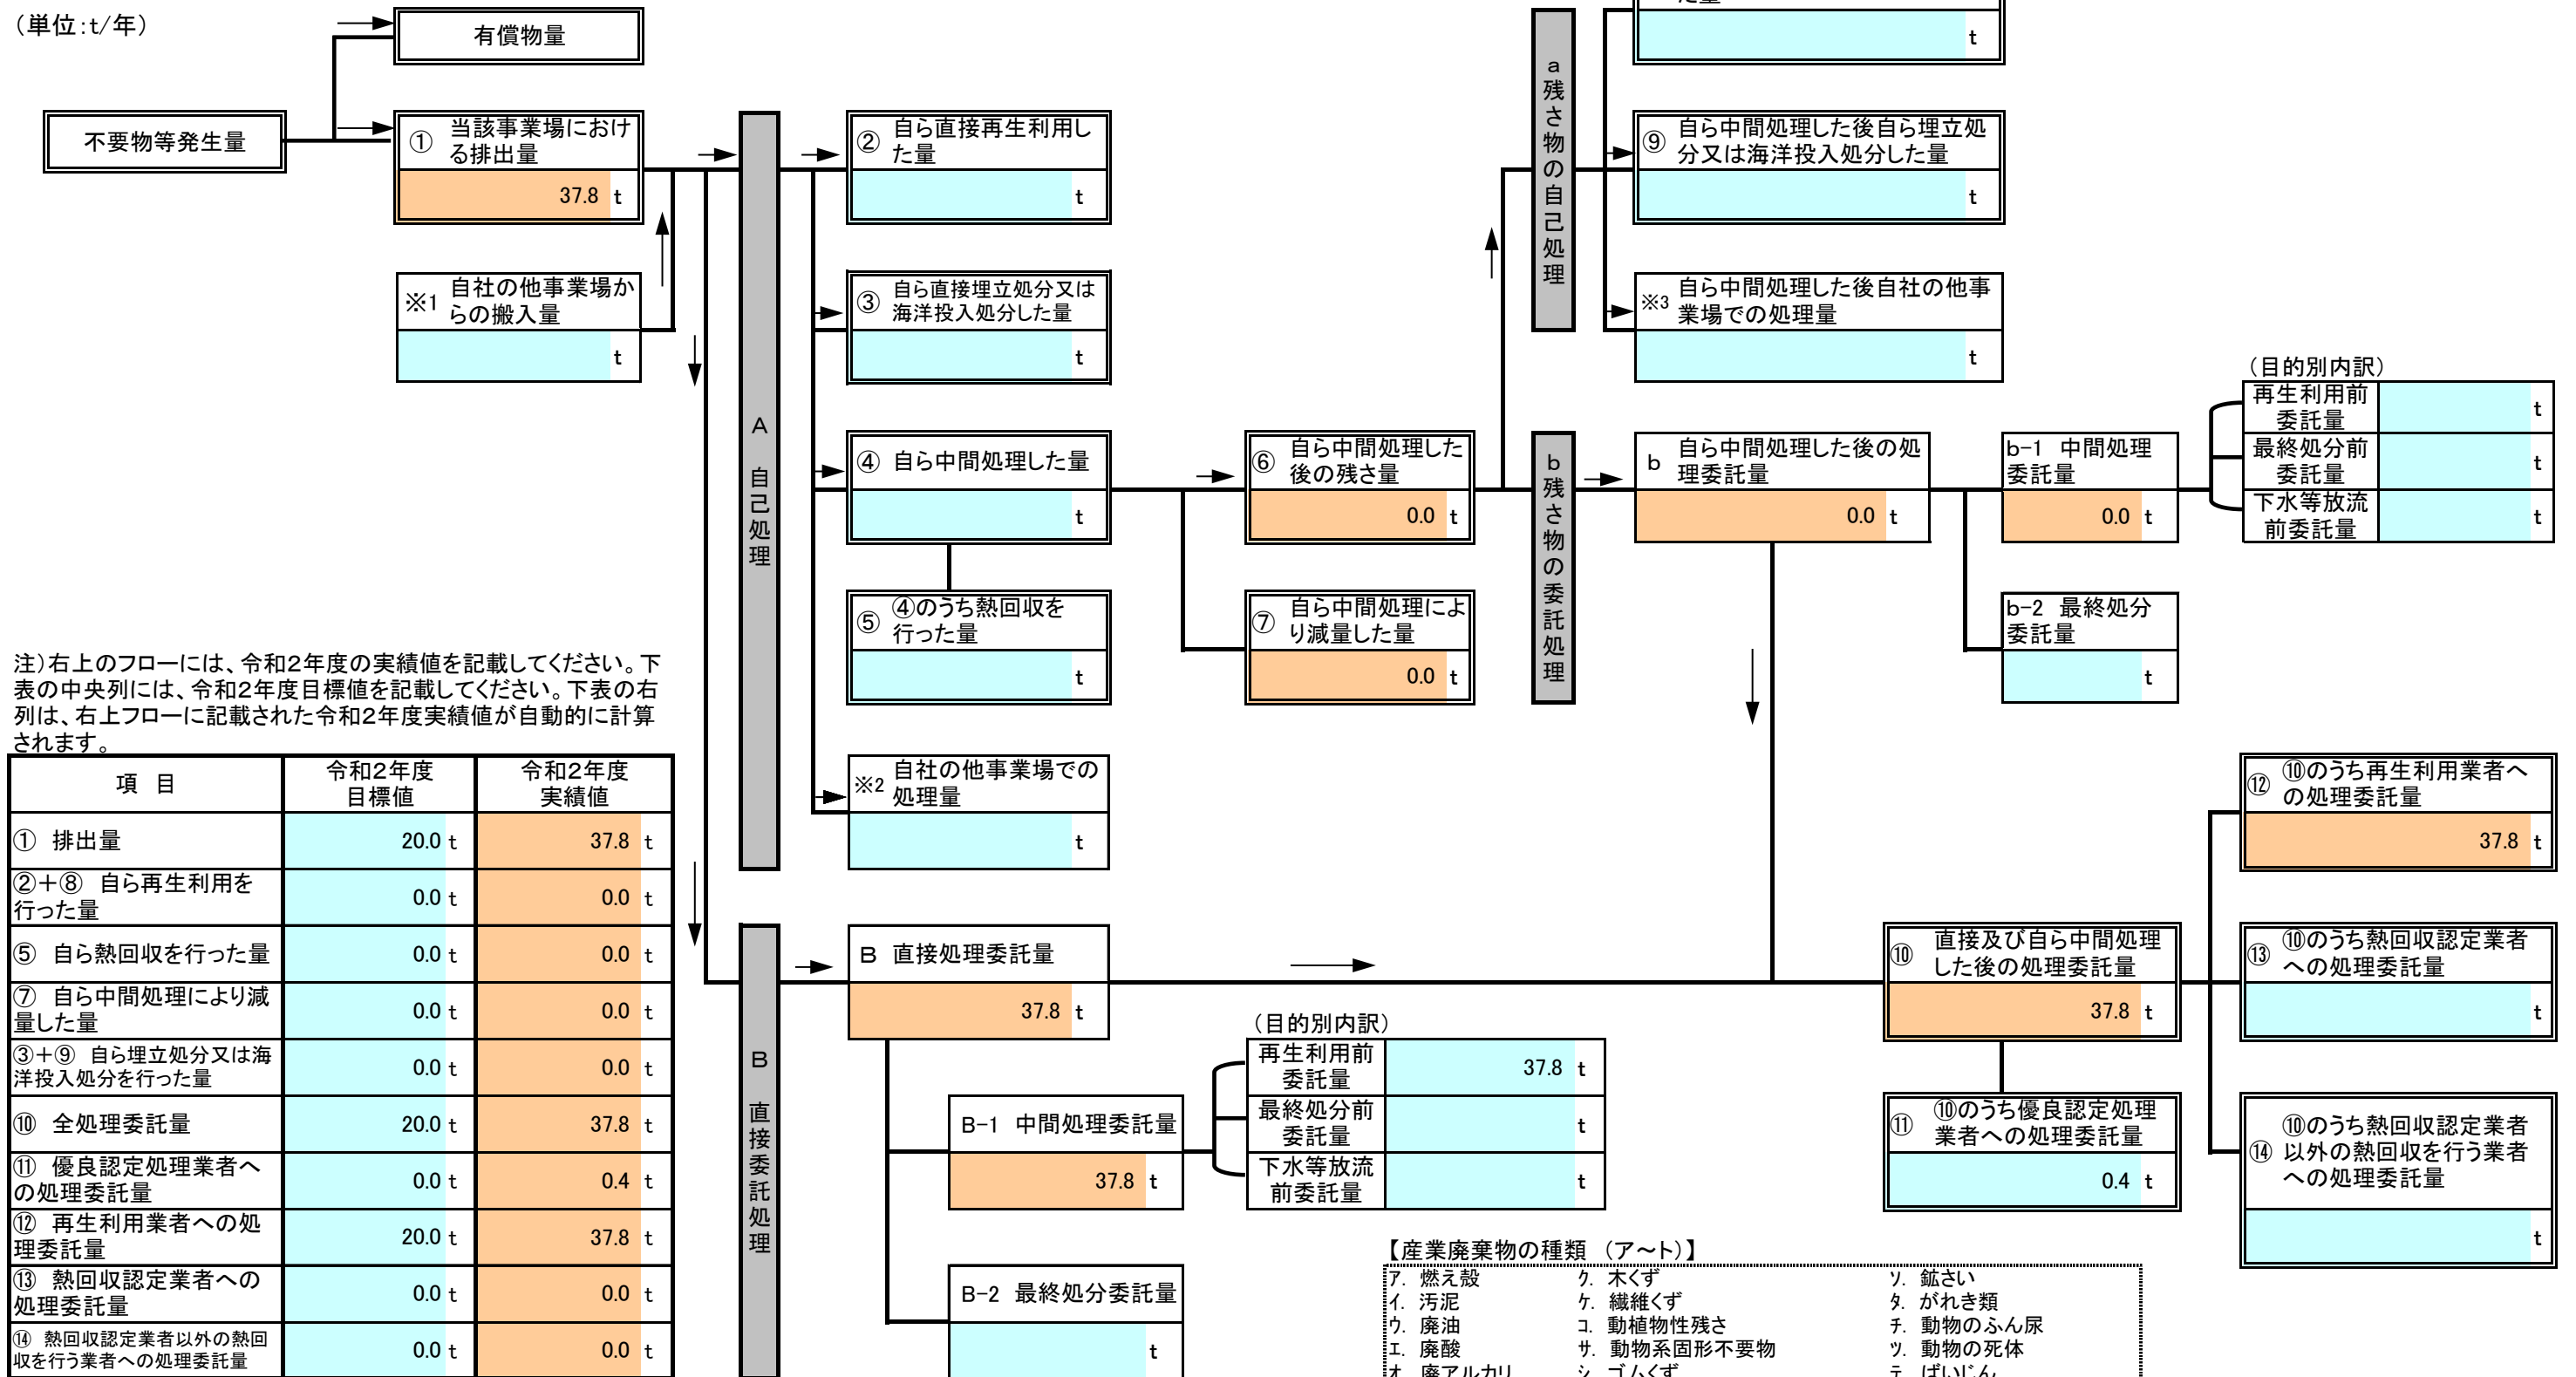 （単位：t/年）
有償物量
不要物等発生量
① 当該事業場におけ
る排出量
37.8 t
※1 自社の他事業場か
らの搬入量
t
A 自己処理
② 自ら直接再生利用し
た量
t
③ 自ら直接埋立処分又は
海洋投入処分した量
t
④ 自ら中間処理した量
t
⑤ ④のうち熱回収を
行った量
t
※2 自社の他事業場での
処理量
t
⑥ 自ら中間処理した
後の残さ量
0.0 t
⑦ 自ら中間処理によ
り減量した量
0.0 t
a 残さ物の自己処理
た量
t
⑨ 自ら中間処理した後自ら埋立処
分又は海洋投入処分した量
t
※3 自ら中間処理した後自社の他事
業場での処理量
t
b 残さ物の委託処理
b 自ら中間処理した後の処
理委託量
0.0 t
b-1 中間処理
委託量
0.0 t
（目的別内訳）
再生利用前
委託量
t
最終処分前
委託量
t
下水等放流
前委託量
t
b-2 最終処分
委託量
t
注）右上のフローには、令和２年度の実績値を記載してください。下
表の中央列には、令和２年度目標値を記載してください。下表の右
列は、右上フローに記載された令和２年度実績値が自動的に計算
されます。
項 目 令和２年度 目標値 令和２年度 実績値
① 排出量 20.0 t 37.8 t
②＋⑧ 自ら再生利用を
行った量 0.0 t 0.0 t
⑤ 自ら熱回収を行った量 0.0 t 0.0 t
⑦ 自ら中間処理により減
量した量 0.0 t 0.0 t
③＋⑨ 自ら埋立処分又は海
洋投入処分を行った量 0.0 t 0.0 t
⑩ 全処理委託量 20.0 t 37.8 t
⑪ 優良認定処理業者へ
の処理委託量 0.0 t 0.4 t
⑫ 再生利用業者への処
理委託量 20.0 t 37.8 t
⑬ 熱回収認定業者への
処理委託量 0.0 t 0.0 t
⑭ 熱回収認定業者以外の熱回
収を行う業者への処理委託量 0.0 t 0.0 t
B 直接委託処理
B 直接処理委託量
37.8 t
B-1 中間処理委託量
37.8 t
B-2 最終処分委託量
t
（目的別内訳）
再生利用前
委託量
37.8 t
最終処分前
委託量
t
下水等放流
前委託量
t
⑩ 直接及び自ら中間処理
した後の処理委託量
37.8 t
⑪ ⑩のうち優良認定処理
業者への処理委託量
0.4 t
⑫ ⑩のうち再生利用業者へ
の処理委託量
37.8 t
⑬ ⑩のうち熱回収認定業者
への処理委託量
t
⑭ ⑩のうち熱回収認定業者
以外の熱回収を行う業者
への処理委託量
t
【産業廃棄物の種類 （ア～ト）】
ｱ. 燃え殻 ｸ. 木くず ｿ. 鉱さい
ｲ. 汚泥 ｹ. 繊維くず ﾀ. がれき類
ｳ. 廃油 ｺ. 動植物性残さ ﾁ. 動物のふん尿
ｴ. 廃酸 ｻ. 動物系固形不要物 ﾂ. 動物の死体
ｵ. 廃アルカリ ｼ. ゴムくず ﾃ. ばいじん